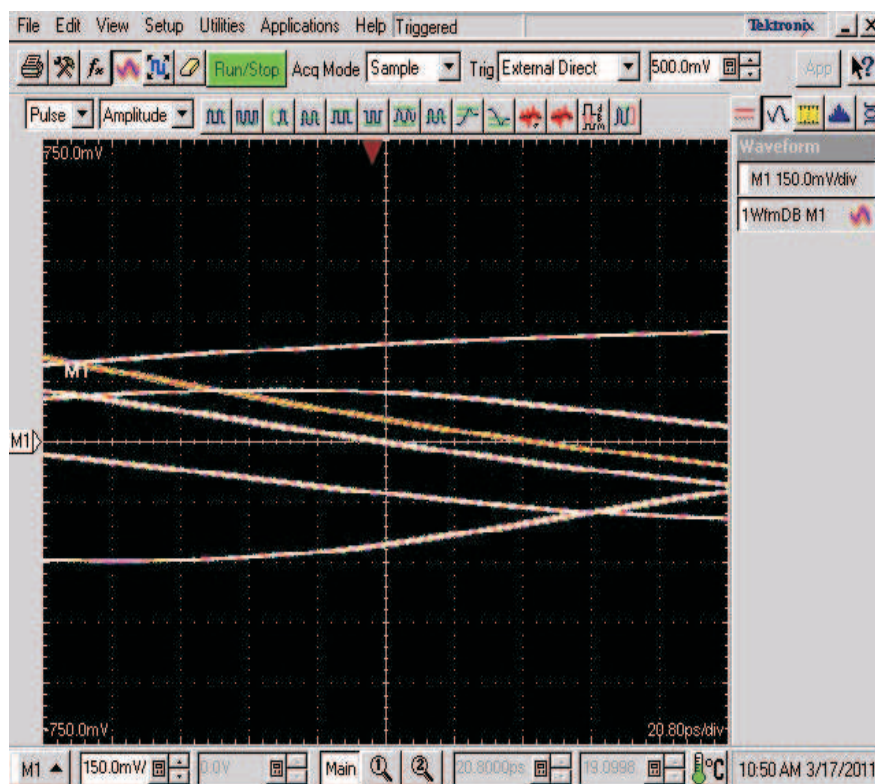 File Edit View Setup Utilities Applications Help Triggered Tektronix
Run/Stop Acq Mode Sample Trig External Direct 500.0mV App
Pulse Amplitude
750.0mV
Waveform
M1 150.0mV/div
1WfmDB M1
M1
M1
-750.0mV 20.80ps/div
M1 150.0mV/ 0.0V Main 1 2 20.8000ps 19.0998 °C 10:50 AM 3/17/2011